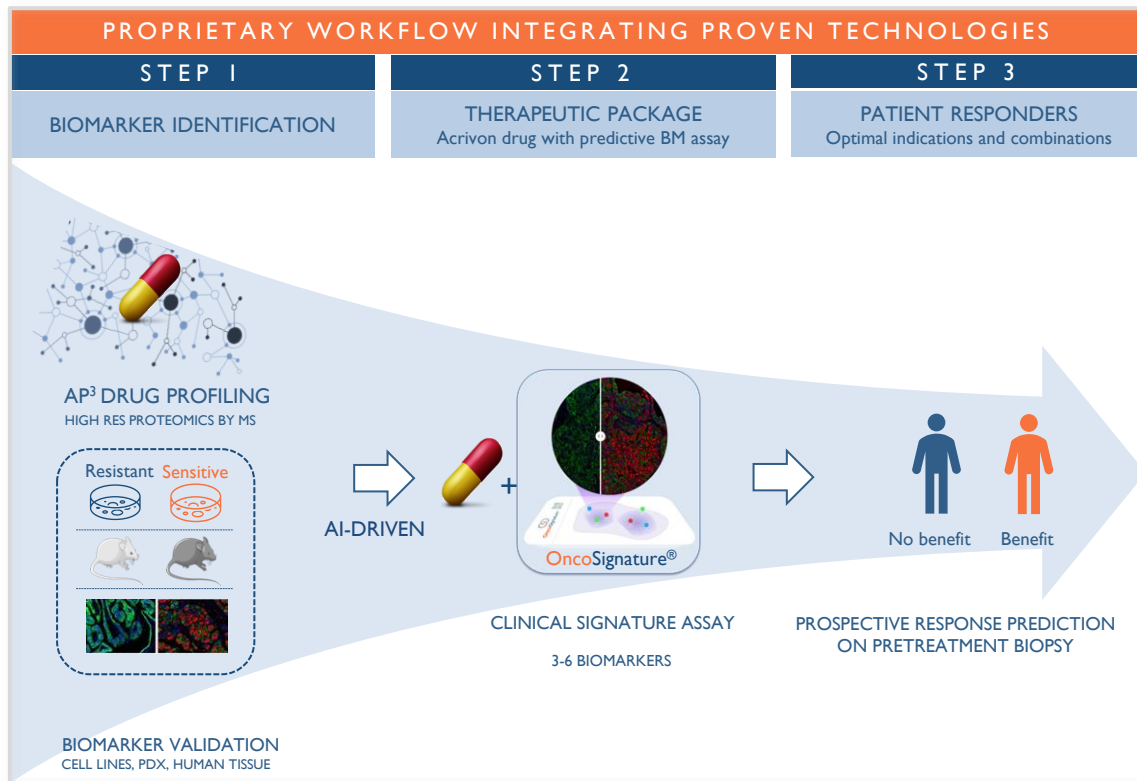 PROPRIETARY WORKFLOW INTEGRATING PROVEN TECHNOLOGIES
STEP 1
BIOMARKER IDENTIFICATION
AP³ DRUG PROFILING
HIGH RES PROTEOMICS BY MS
Resistant Sensitive
BIOMARKER VALIDATION
CELL LINES, PDX, HUMAN TISSUE
AI-DRIVEN
STEP 2
THERAPEUTIC PACKAGE
Acrivon drug with predictive BM assay
+
OncoSignature
OncoSignature®
CLINICAL SIGNATURE ASSAY
3-6 BIOMARKERS
STEP 3
PATIENT RESPONDERS
Optimal indications and combinations
No benefit Benefit
PROSPECTIVE RESPONSE PREDICTION
ON PRETREATMENT BIOPSY